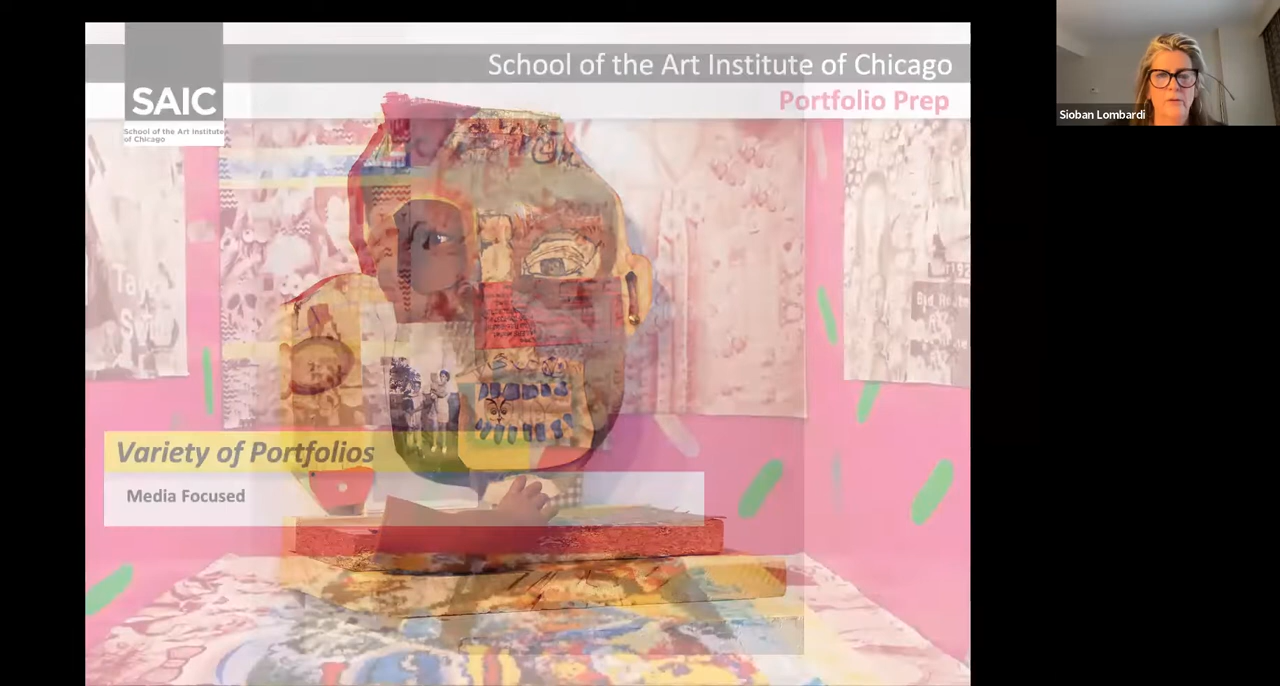 School of the Art Institute of Chicago
Portfolio Prep
SAIC
School of the Art Institute
of Chicago
Variety of Portfolios
Media Focused
Sioban Lombardi